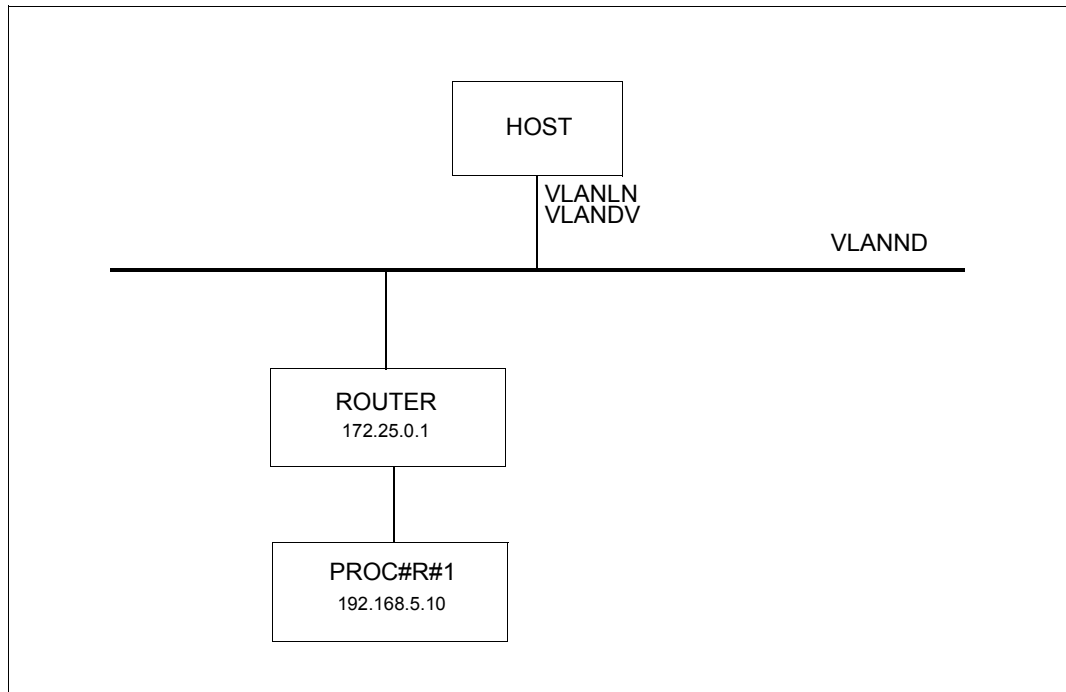 HOST
VLANLN
VLANDV
VLANND
ROUTER
172.25.0.1
PROC#R#1
192.168.5.10